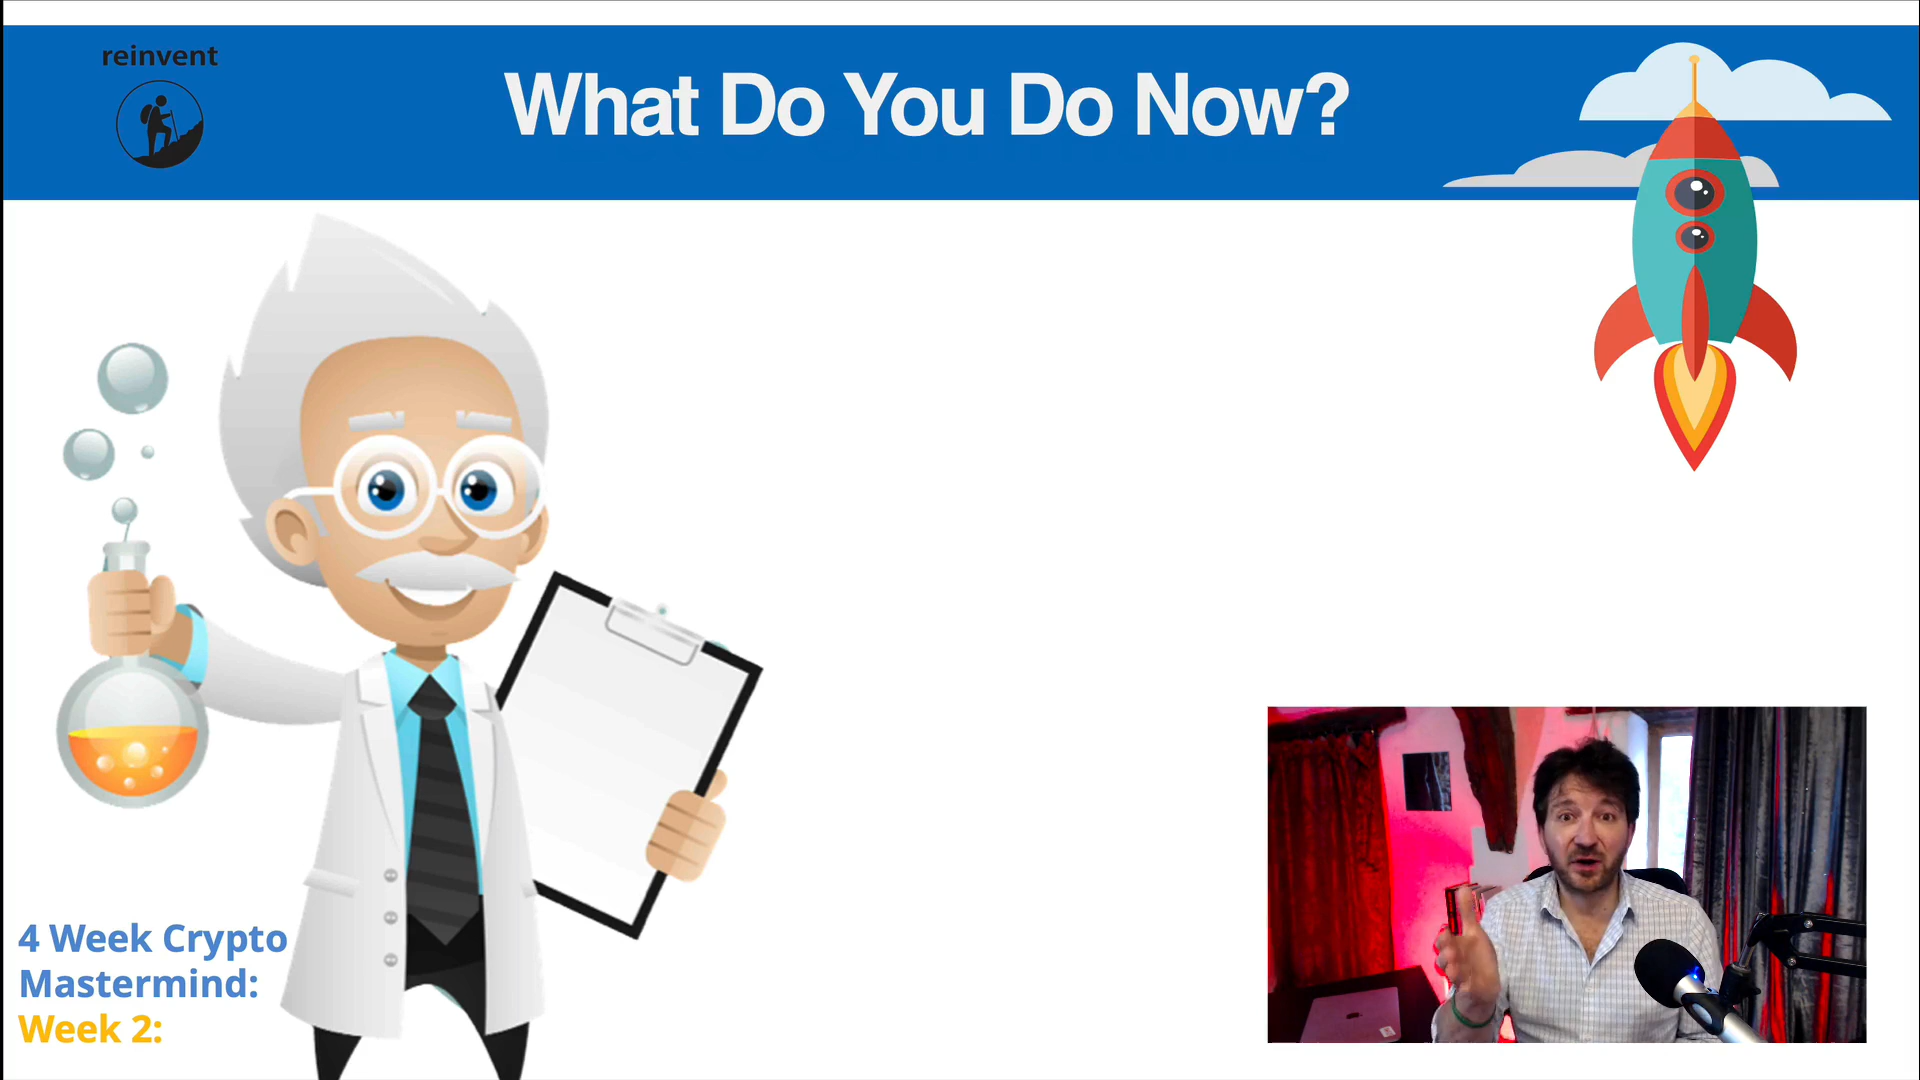 reinvent
What Do You Do Now?
4 Week Crypto
Mastermind:
Week 2: